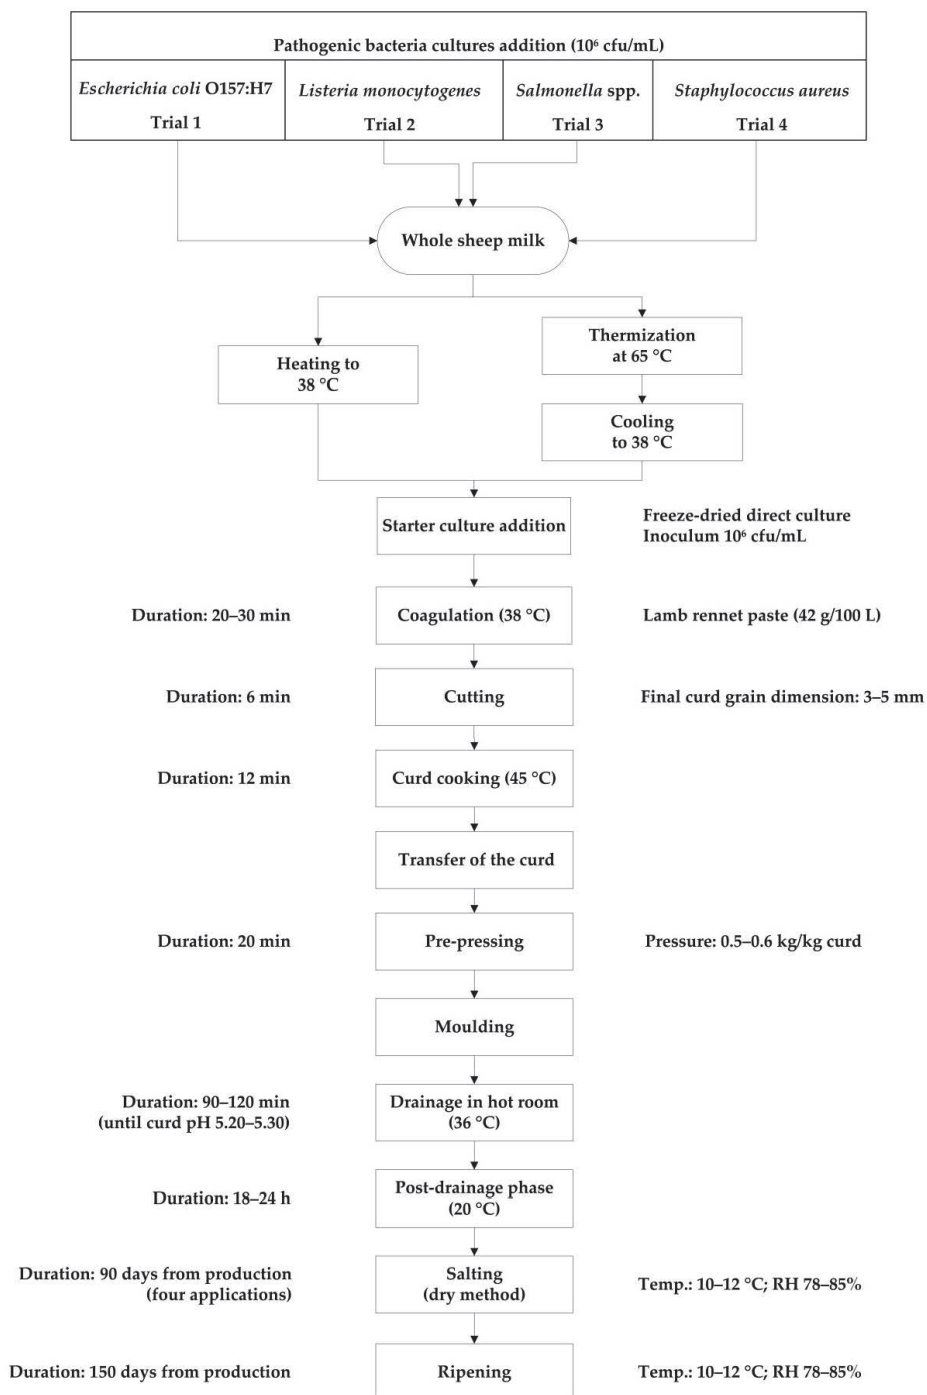 Pathogenic bacteria cultures addition (10⁶ cfu/mL)
Escherichia coli O157:H7
Trial 1
Listeria monocytogenes
Trial 2
Salmonella spp.
Trial 3
Staphylococcus aureus
Trial 4
Whole sheep milk
Heating to
38 °C
Thermization
at 65 °C
Cooling
to 38 °C
Starter culture addition
Freeze-dried direct culture
Inoculum 10⁶ cfu/mL
Duration: 20–30 min
Coagulation (38 °C)
Lamb rennet paste (42 g/100 L)
Duration: 6 min
Cutting
Final curd grain dimension: 3–5 mm
Duration: 12 min
Curd cooking (45 °C)
Transfer of the curd
Duration: 20 min
Pre-pressing
Pressure: 0.5–0.6 kg/kg curd
Moulding
Duration: 90–120 min
(until curd pH 5.20–5.30)
Drainage in hot room
(36 °C)
Duration: 18–24 h
Post-drainage phase
(20 °C)
Duration: 90 days from production
(four applications)
Salting
(dry method)
Temp.: 10–12 °C; RH 78–85%
Duration: 150 days from production
Ripening
Temp.: 10–12 °C; RH 78–85%